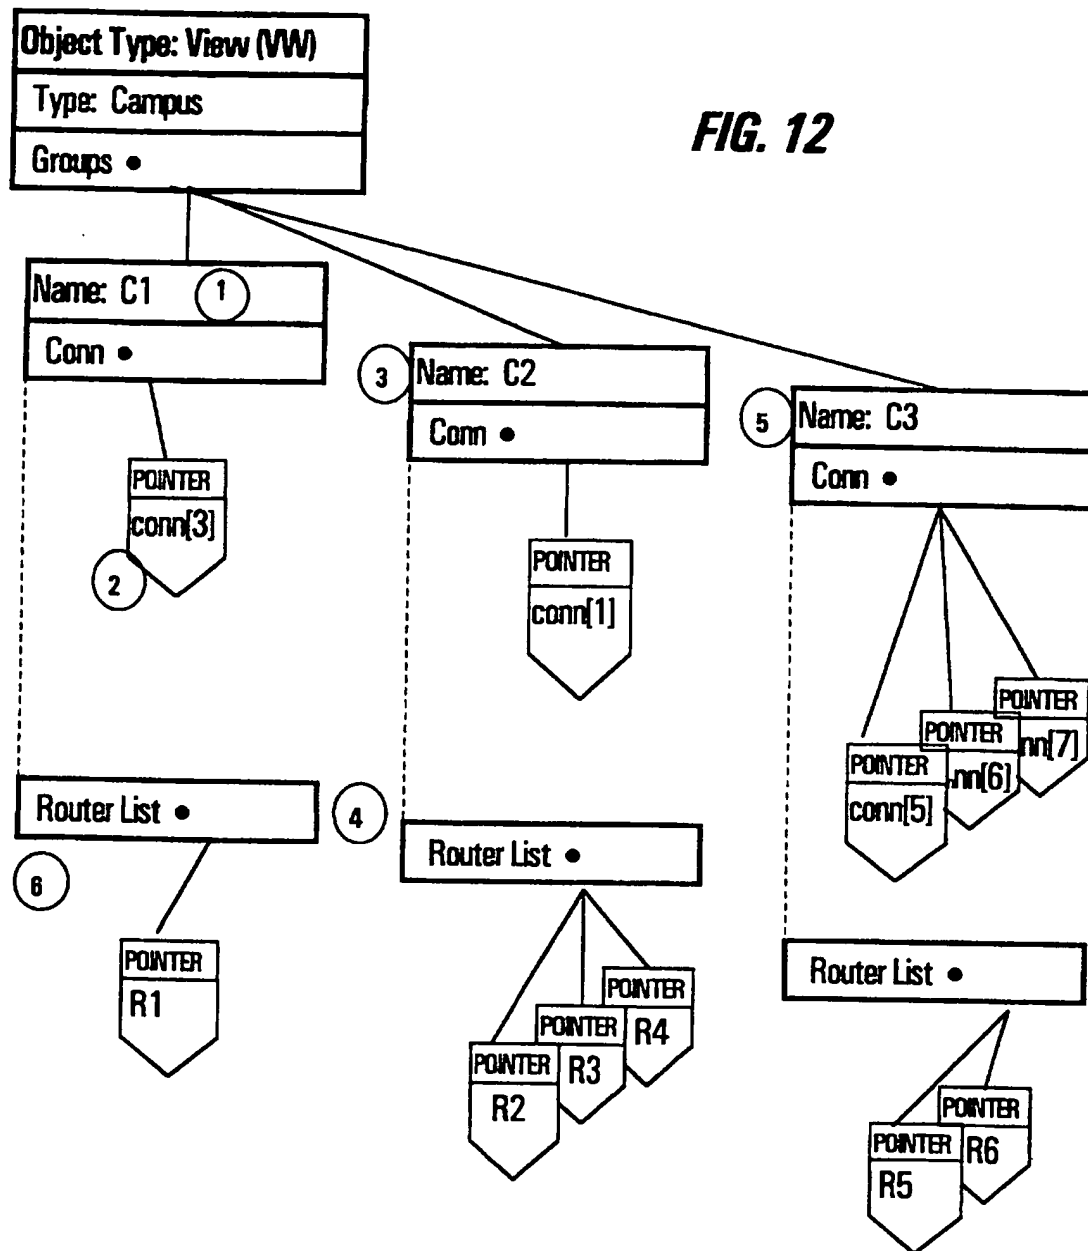 Object Type: View (VW)
Type: Campus
Groups •
FIG. 12
Name: C1
1
Conn •
3
Name: C2
Conn •
5
Name: C3
Conn •
POINTER
conn[3]
2
POINTER
conn[1]
POINTER
nn[7]
POINTER
nn[6]
POINTER
conn[5]
Router List •
4
Router List •
6
Router List •
POINTER
R1
POINTER
R4
POINTER
R3
POINTER
R2
POINTER
R6
POINTER
R5